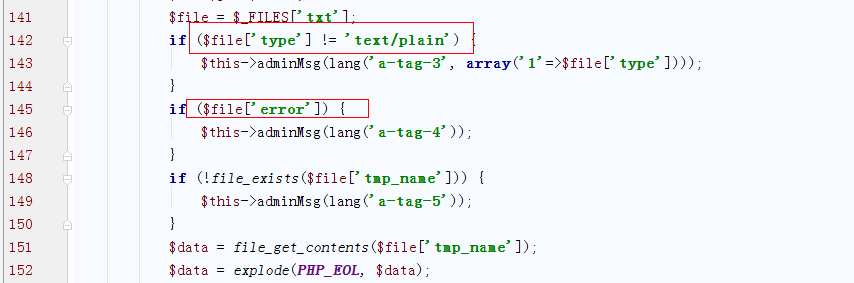 141 $file = $_FILES['txt'];
142 if ($file['type'] != 'text/plain') {
143 $this->adminMsg(lang('a-tag-3', array('1'=>$file['type'])));
144 }
145 if ($file['error']) {
146 $this->adminMsg(lang('a-tag-4'));
147 }
148 if (!file_exists($file['tmp_name'])) {
149 $this->adminMsg(lang('a-tag-5'));
150 }
151 $data = file_get_contents($file['tmp_name']);
152 $data = explode(PHP_EOL, $data);